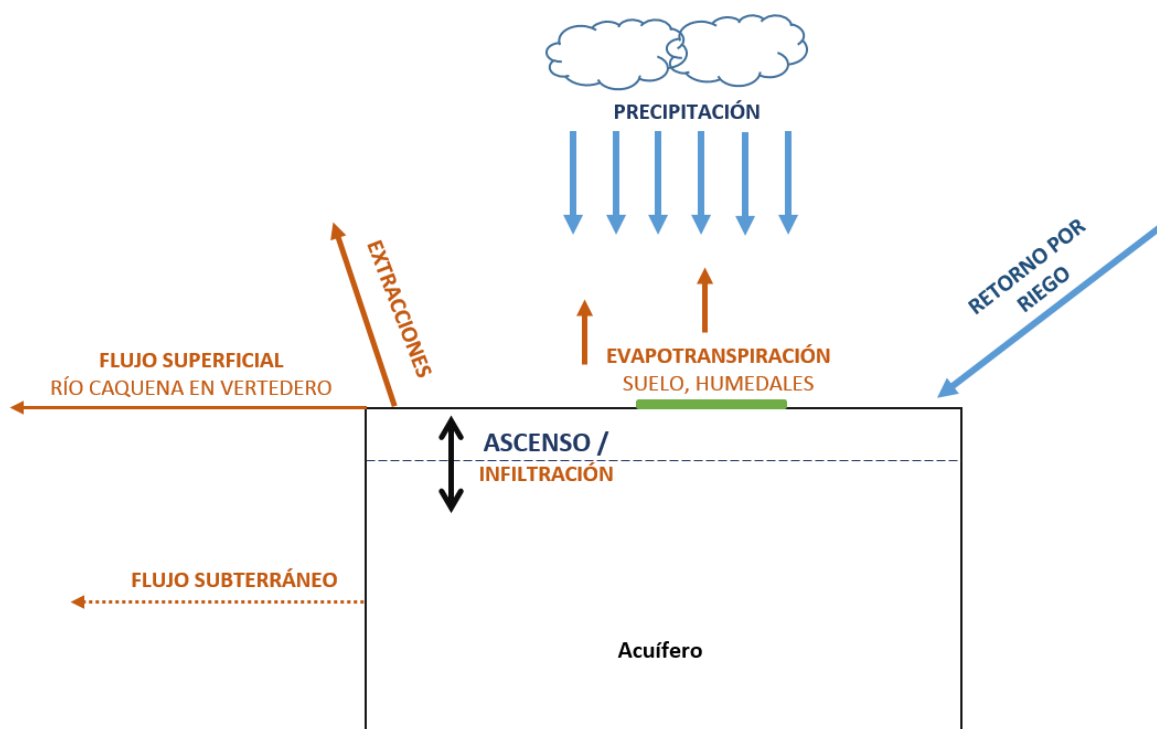 PRECIPITACIÓN
EXTRACCIONES
RETORNO POR
RIEGO
FLUJO SUPERFICIAL
RÍO CAQUENA EN VERTEDERO
EVAPOTRANSPIRACIÓN
SUELO, HUMEDALES
ASCENSO /
INFILTRACIÓN
FLUJO SUBTERRÁNEO
Acuífero